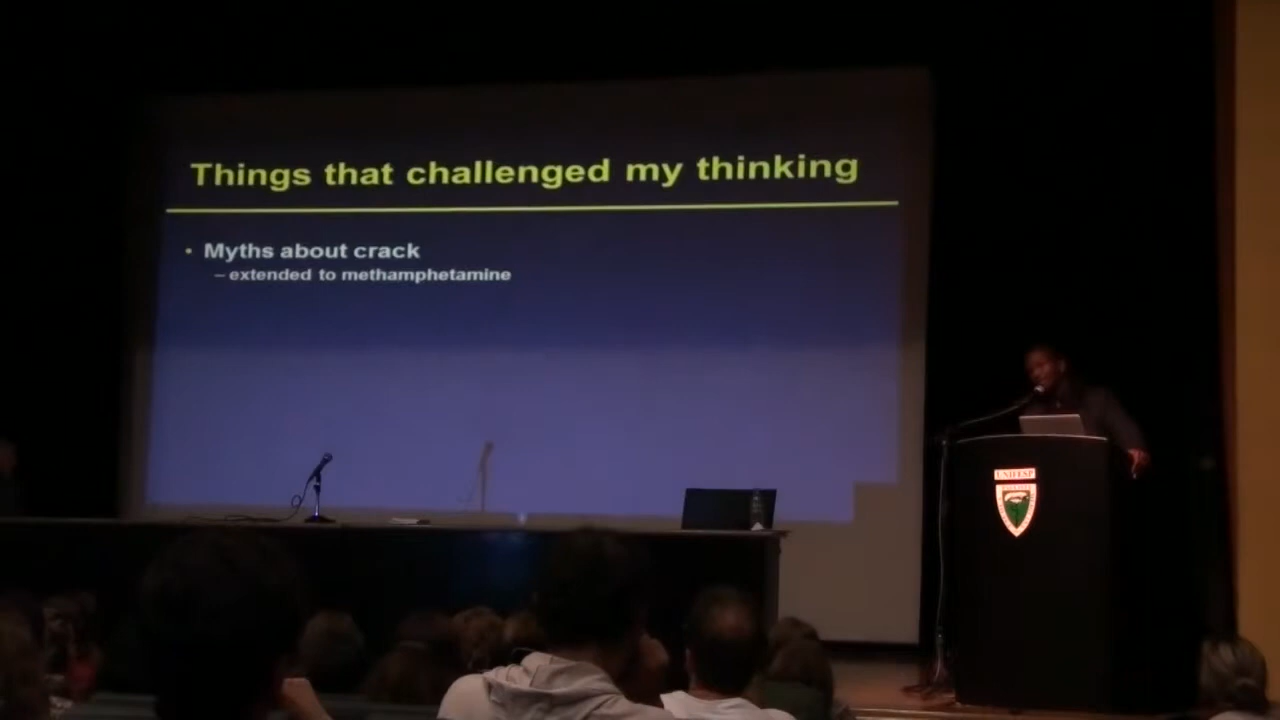 Things that challenged my thinking
• Myths about crack
– extended to methamphetamine
UNIFESP